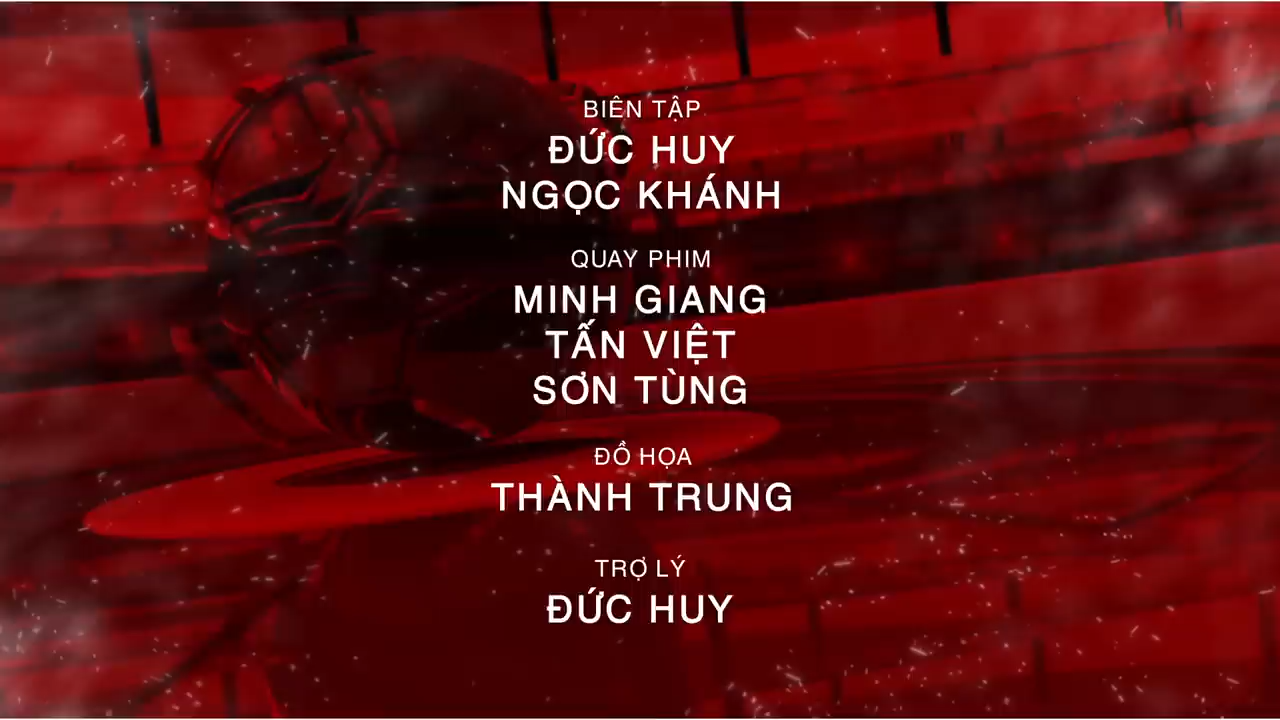 BIÊN TẬP
ĐỨC HUY
NGỌC KHÁNH
QUAY PHIM
MINH GIANG
TẤN VIỆT
SƠN TÙNG
ĐỒ HỌA
THÀNH TRUNG
TRỢ LÝ
ĐỨC HUY